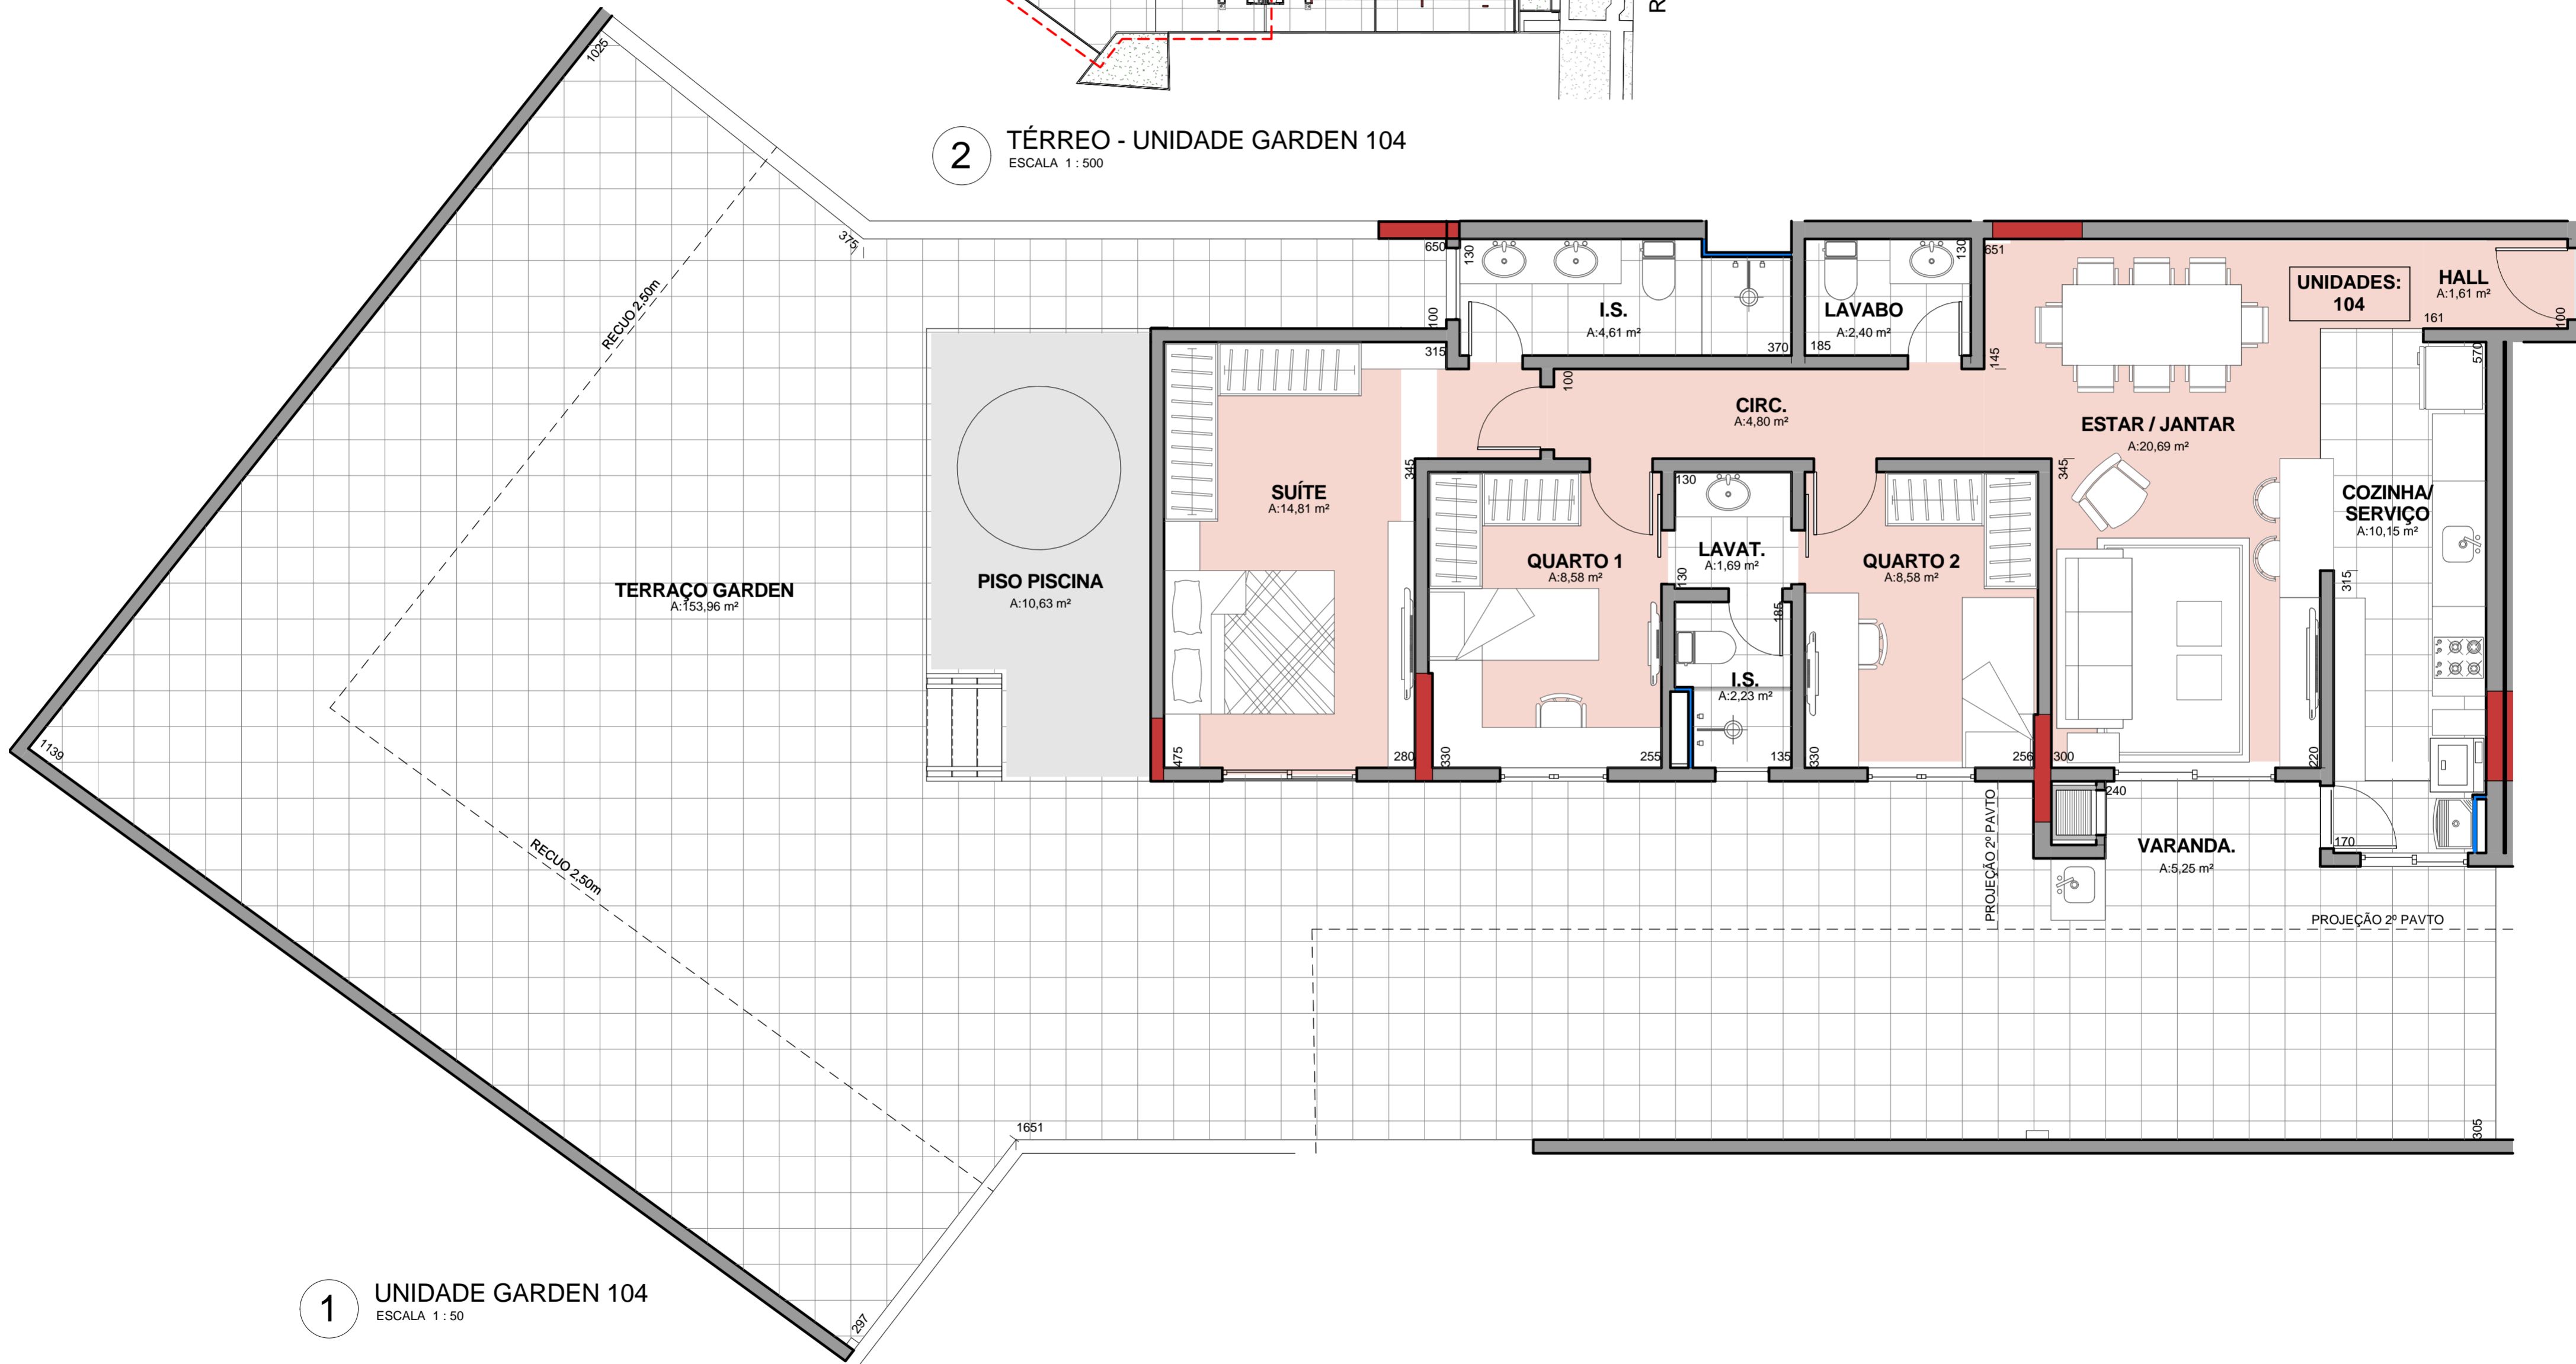 R
2
TÉRREO - UNIDADE GARDEN 104
ESCALA 1 : 500
1025
375
RECUO 2,50m
650
130
130
651
I.S.
A:4,61 m²
LAVABO
A:2,40 m²
UNIDADES:
104
HALL
A:1,61 m²
100
315
370
185
161
100
145
570
100
CIRC.
A:4,80 m²
ESTAR / JANTAR
A:20,69 m²
345
345
SUÍTE
A:14,81 m²
130
COZINHA/
SERVIÇO
A:10,15 m²
QUARTO 1
A:8,58 m²
LAVAT.
A:1,69 m²
QUARTO 2
A:8,58 m²
TERRAÇO GARDEN
A:153,96 m²
PISO PISCINA
A:10,63 m²
130
185
315
I.S.
A:2,23 m²
1139
475
280
330
255
135
330
256
300
220
240
PROJEÇÃO 2º PAVTO
VARANDA.
A:5,25 m²
170
RECUO 2,50m
PROJEÇÃO 2º PAVTO
1651
305
1
UNIDADE GARDEN 104
ESCALA 1 : 50
297